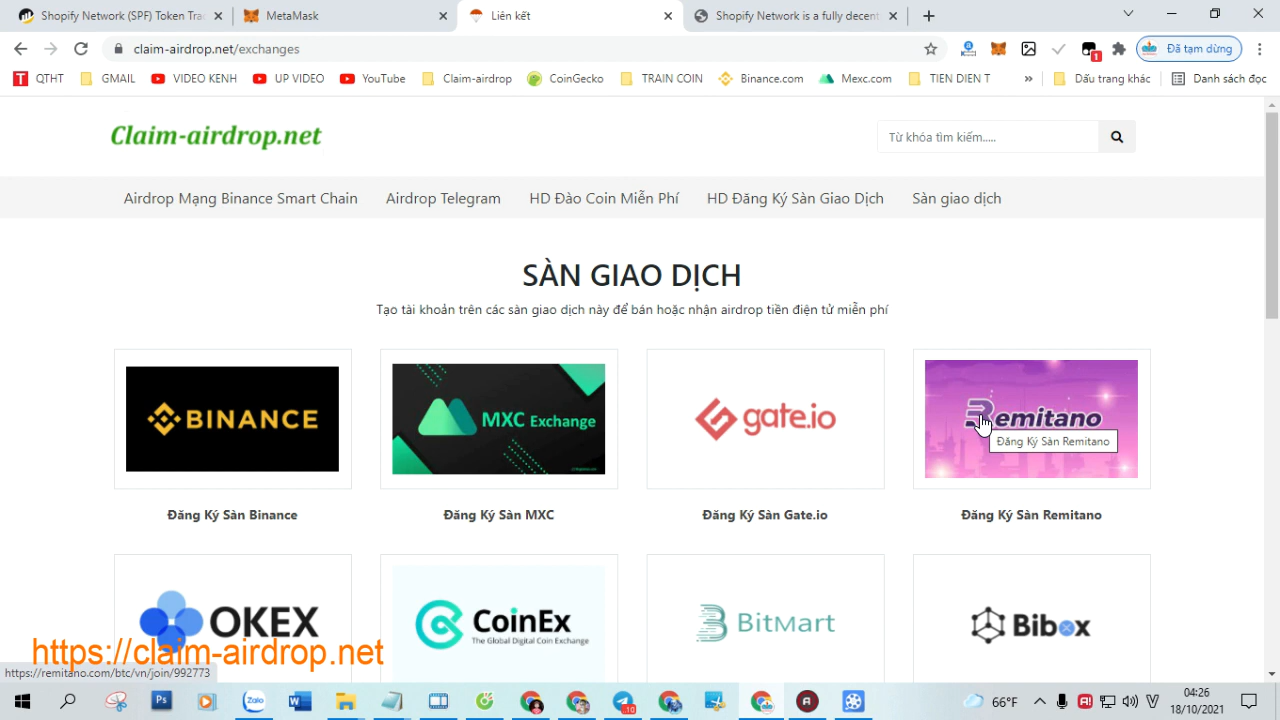 Shopify Network (SPF) Token Tra
MetaMask
Liên kết
Shopify Network is a fully decent
claim-airdrop.net/exchanges
1
Đã tạm dừng
QTHT
GMAIL
VIDEO KENH
UP VIDEO
YouTube
Claim-airdrop
CoinGecko
TRAIN COIN
Binance.com
Mexc.com
TIEN DIEN T
»
Dấu trang khác
Danh sách đọc
Claim-airdrop.net
Từ khóa tìm kiếm.....
Airdrop Mạng Binance Smart Chain
Airdrop Telegram
HD Đào Coin Miễn Phí
HD Đăng Ký Sàn Giao Dịch
Sàn giao dịch
SÀN GIAO DỊCH
Tạo tài khoản trên các sàn giao dịch này để bán hoặc nhận airdrop tiền điện tử miễn phí
BINANCE
MXC Exchange
gate.io
Remitano
Đăng Ký Sàn Remitano
Đăng Ký Sàn Binance
Đăng Ký Sàn MXC
Đăng Ký Sàn Gate.io
Đăng Ký Sàn Remitano
OKEX
CoinEx
The Global Digital Coin Exchange
BitMart
Bibox
https://claim-airdrop.net
https://remitano.com/btc/vn/join/992773
Ps
Zalo
W
10
66°F
04:26
18/10/2021